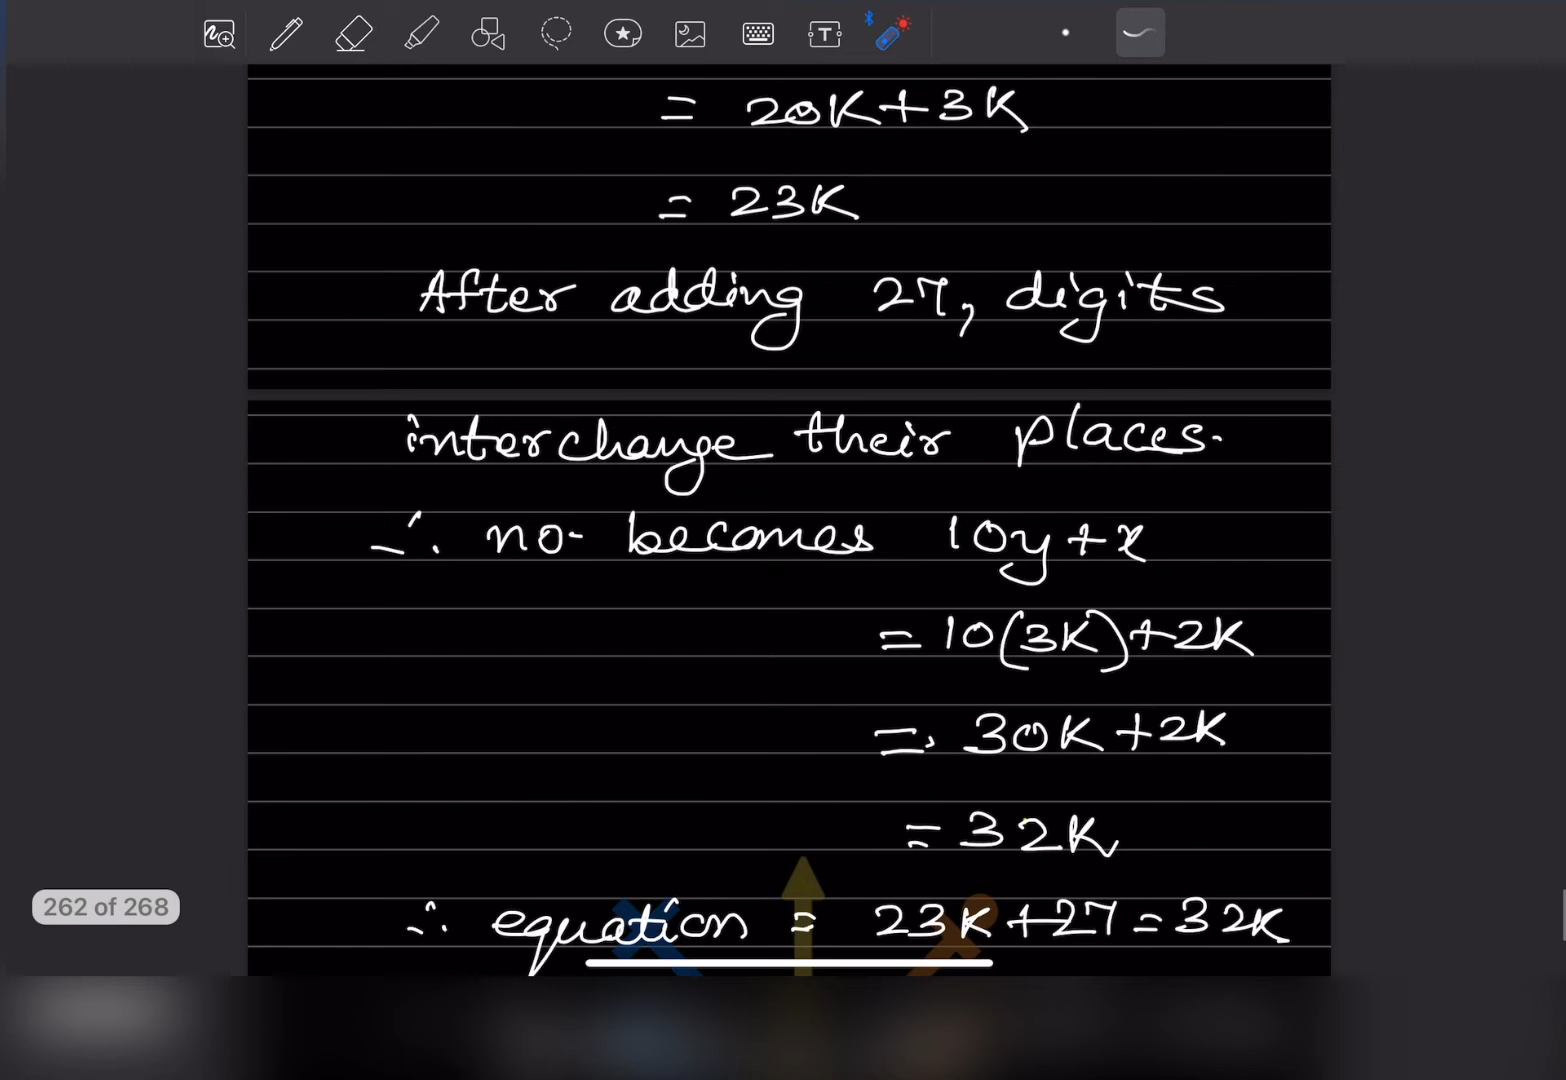 = 20K+3K
= 23K
After adding 27, digits
interchange their places.
∴ no. becomes 10y+x
= 10(3K)+2K
= 30K+2K
= 32K
262 of 268
∴ equation = 23K+27=32K